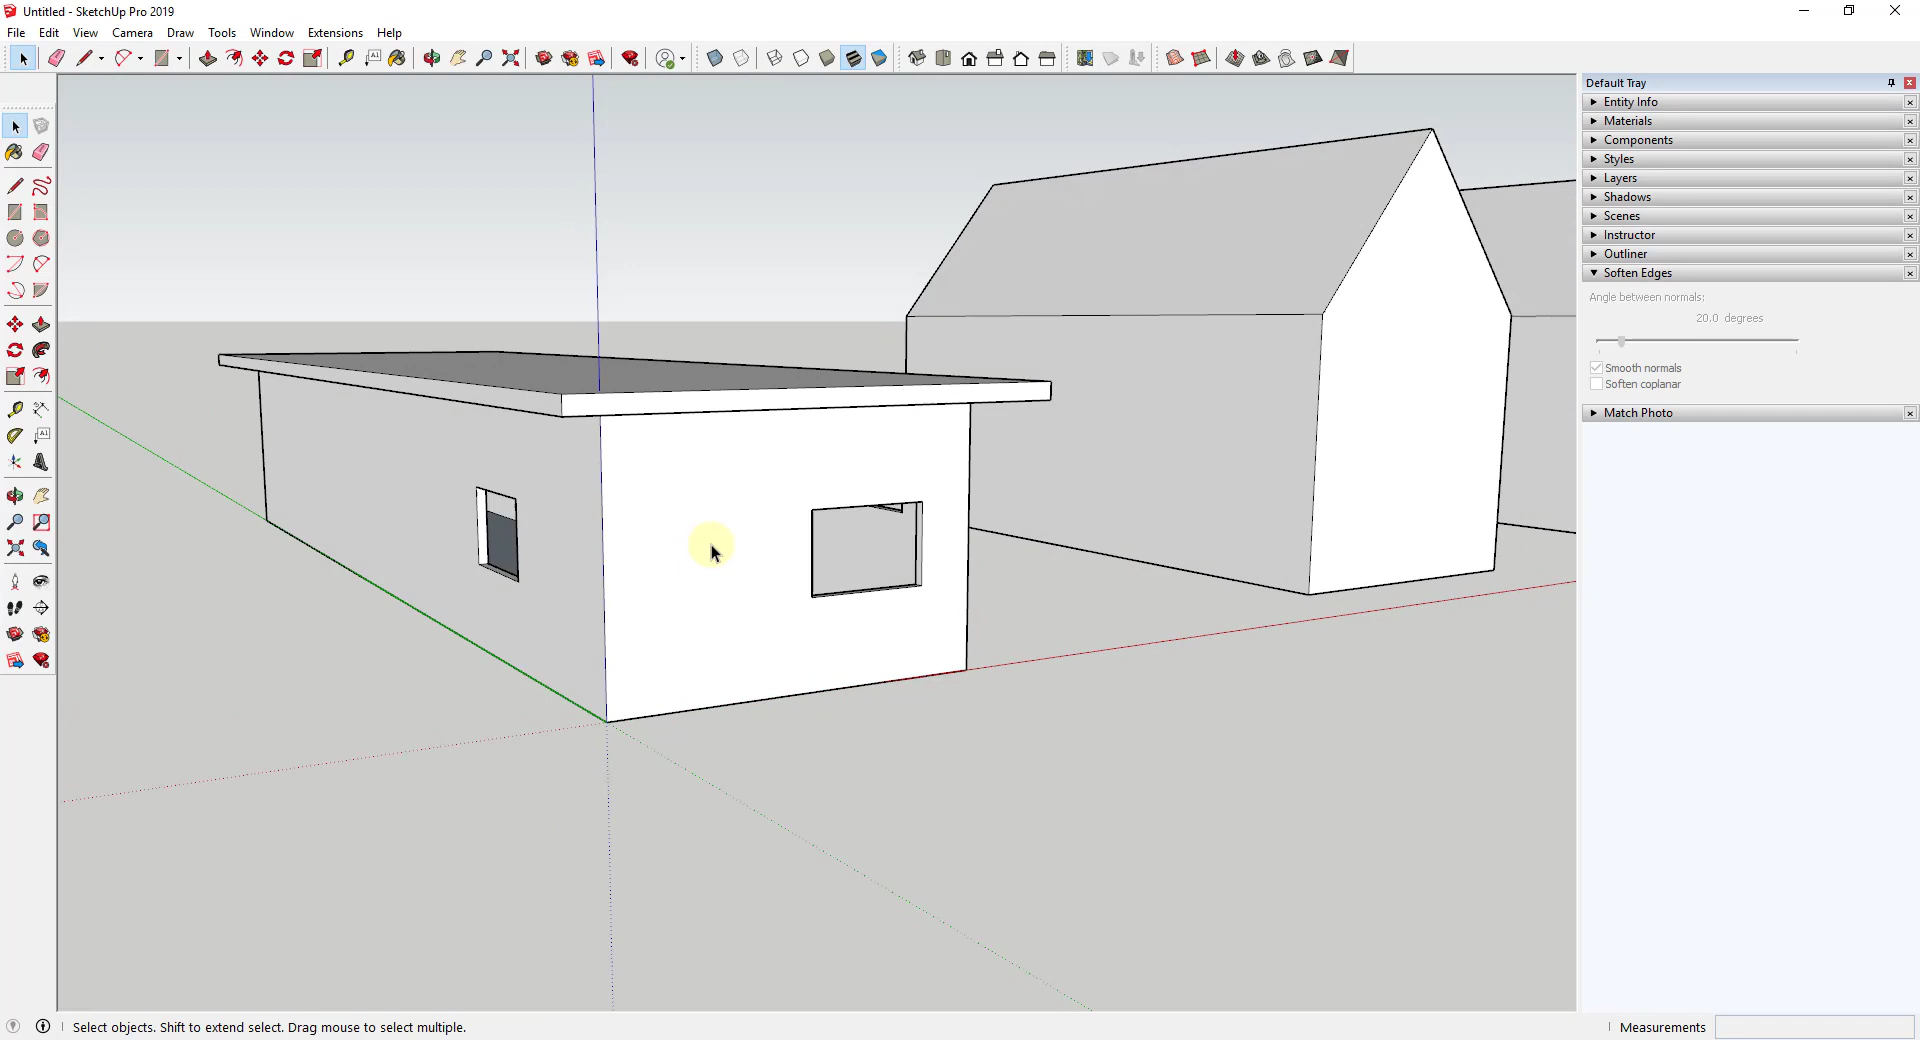 Untitled - SketchUp Pro 2019
File Edit View Camera Draw Tools Window Extensions Help
Default Tray
Entity Info
Materials
Components
Styles
Layers
Shadows
Scenes
Instructor
Outliner
Soften Edges
Angle between normals:
20.0 degrees
Smooth normals
Soften coplanar
Match Photo
Select objects. Shift to extend select. Drag mouse to select multiple.
Measurements